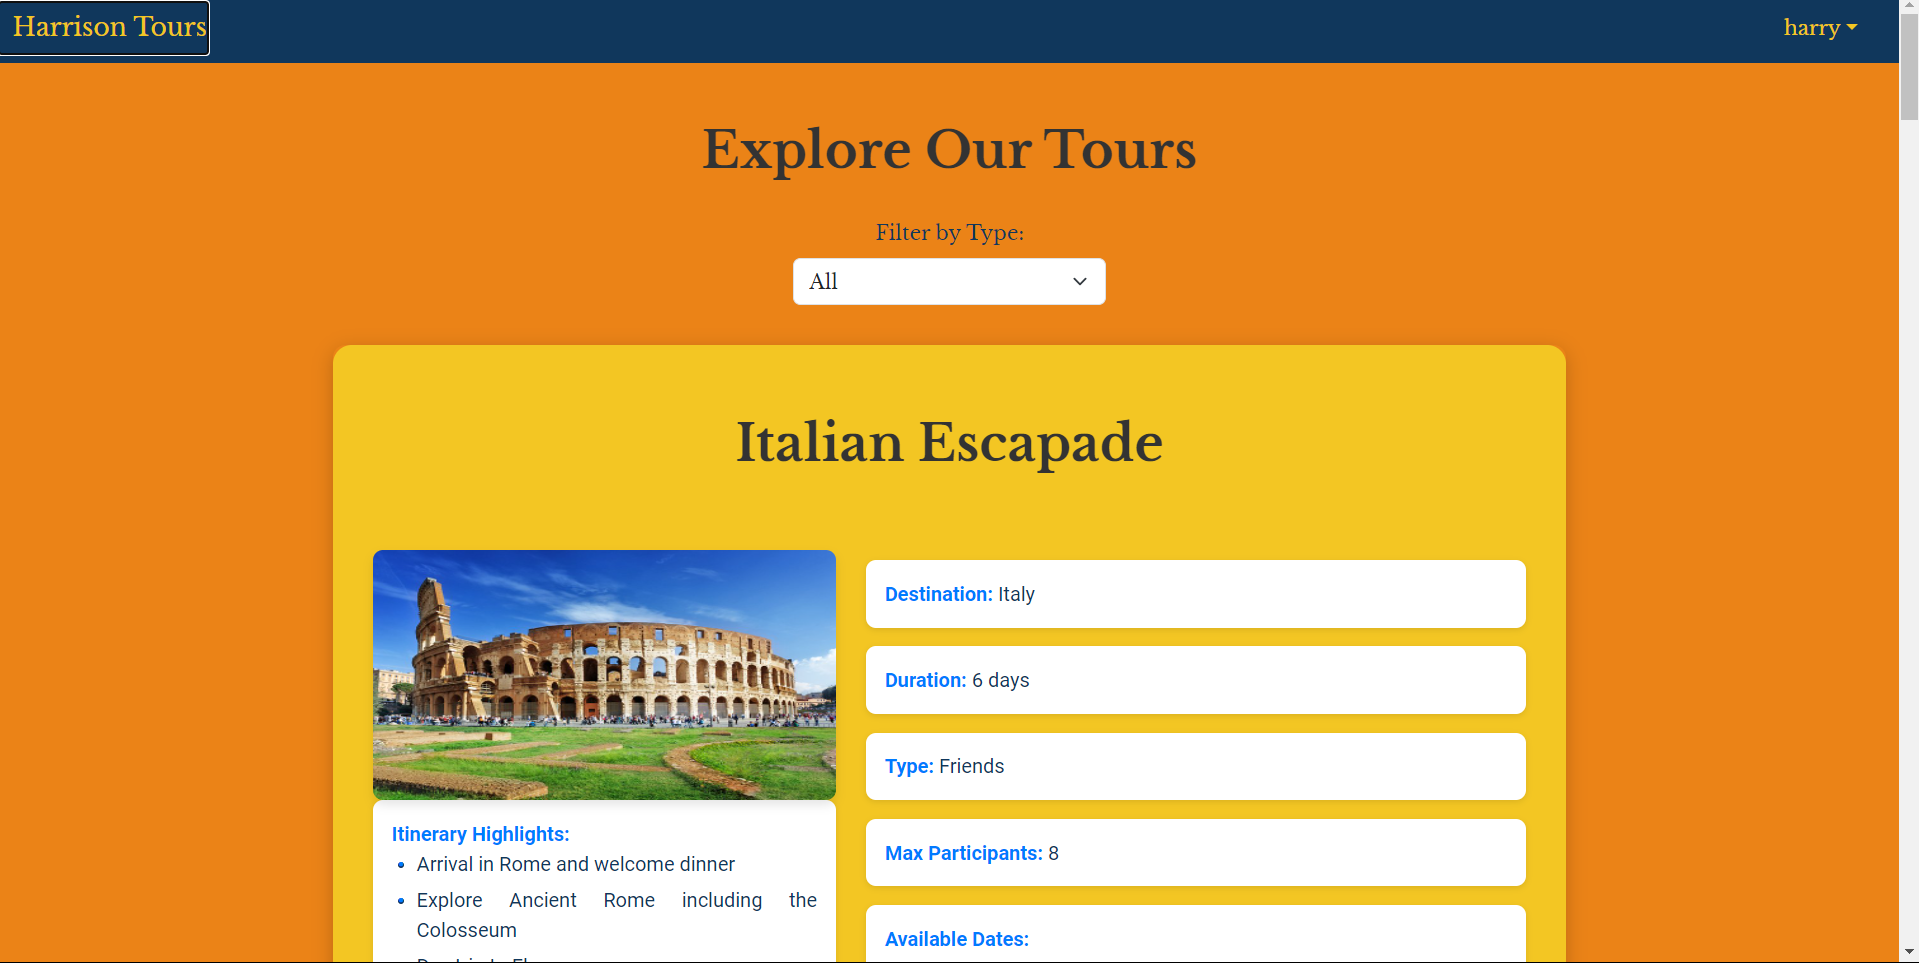 Harrison Tours
harry
Explore Our Tours
Filter by Type:
All
Italian Escapade
Itinerary Highlights:
Arrival in Rome and welcome dinner
Explore Ancient Rome including the
Colosseum
Destination: Italy
Duration: 6 days
Type: Friends
Max Participants: 8
Available Dates: